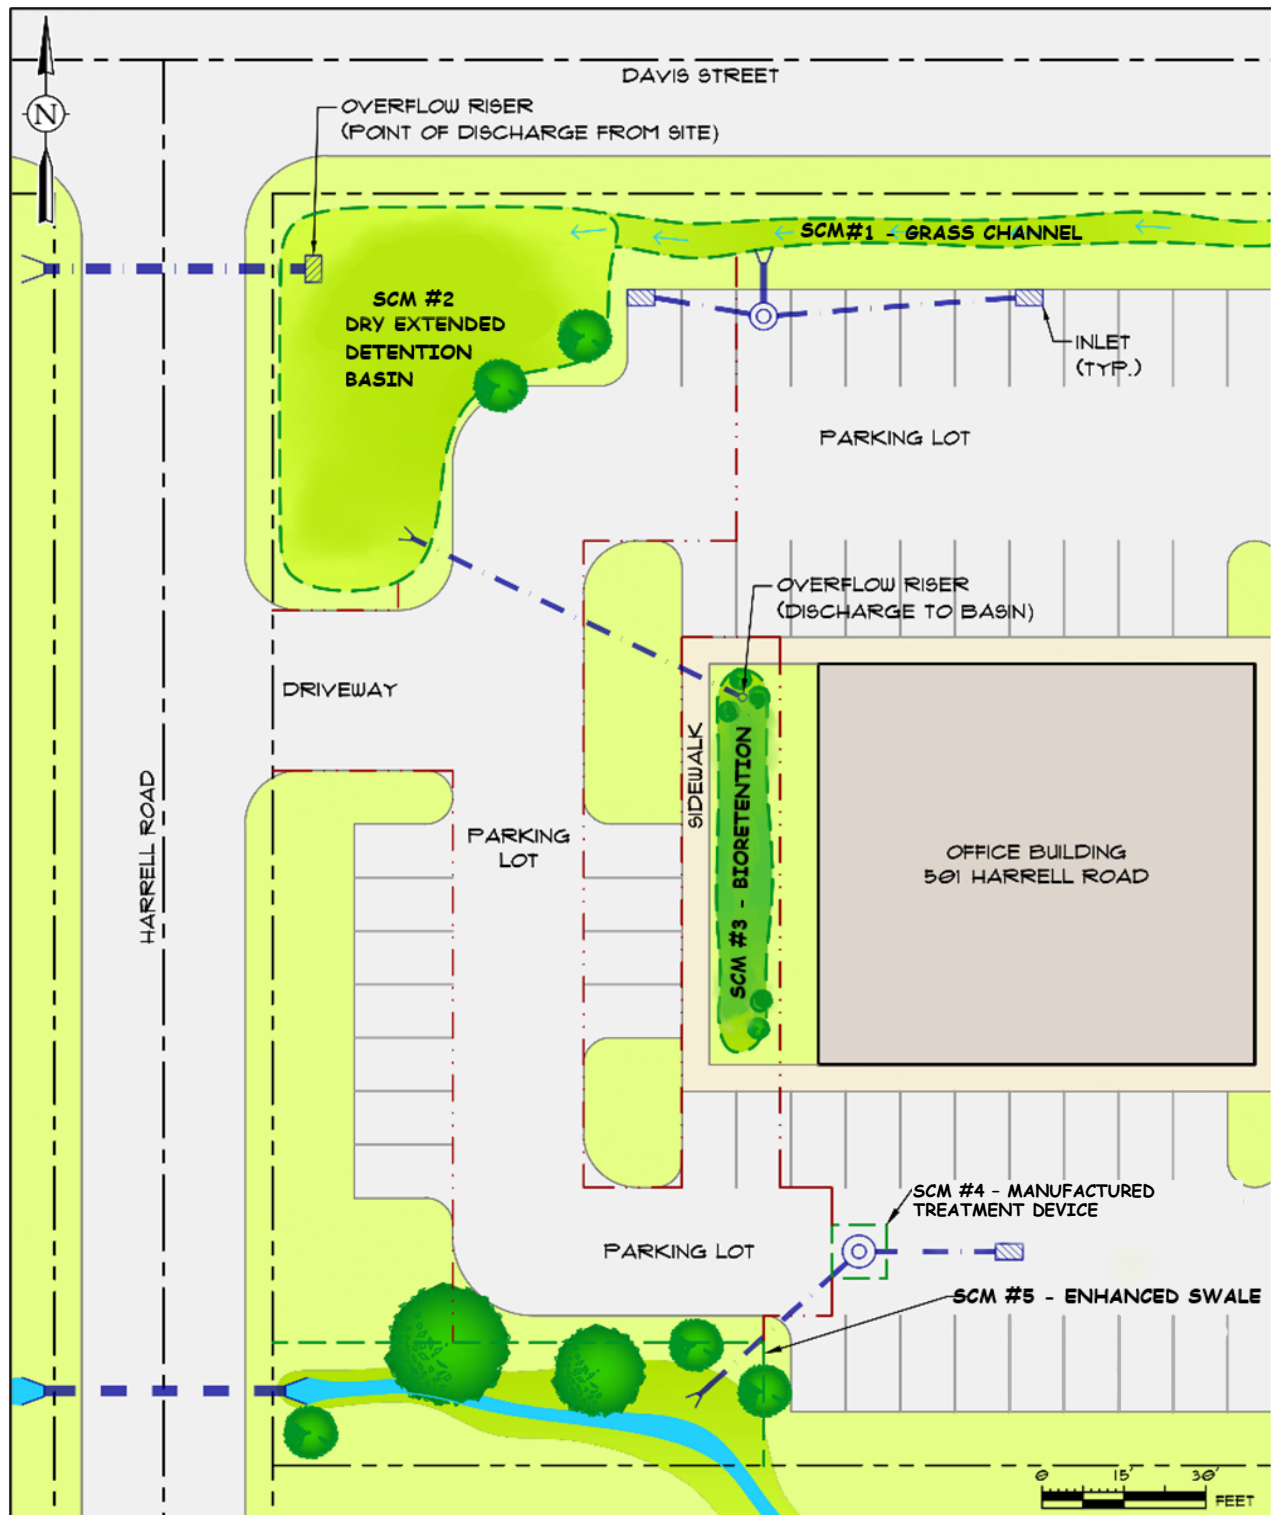 DAVIS STREET
N
OVERFLOW RISER
(POINT OF DISCHARGE FROM SITE)
SCM#1 - GRASS CHANNEL
SCM #2
DRY EXTENDED
DETENTION
BASIN
INLET
(TYP.)
PARKING LOT
OVERFLOW RISER
(DISCHARGE TO BASIN)
DRIVEWAY
SIDEWALK
SCM #3 - BIORETENTION
HARRELL ROAD
PARKING
LOT
OFFICE BUILDING
501 HARRELL ROAD
SCM #4 - MANUFACTURED
TREATMENT DEVICE
PARKING LOT
SCM #5 - ENHANCED SWALE
0 15' 30'
FEET